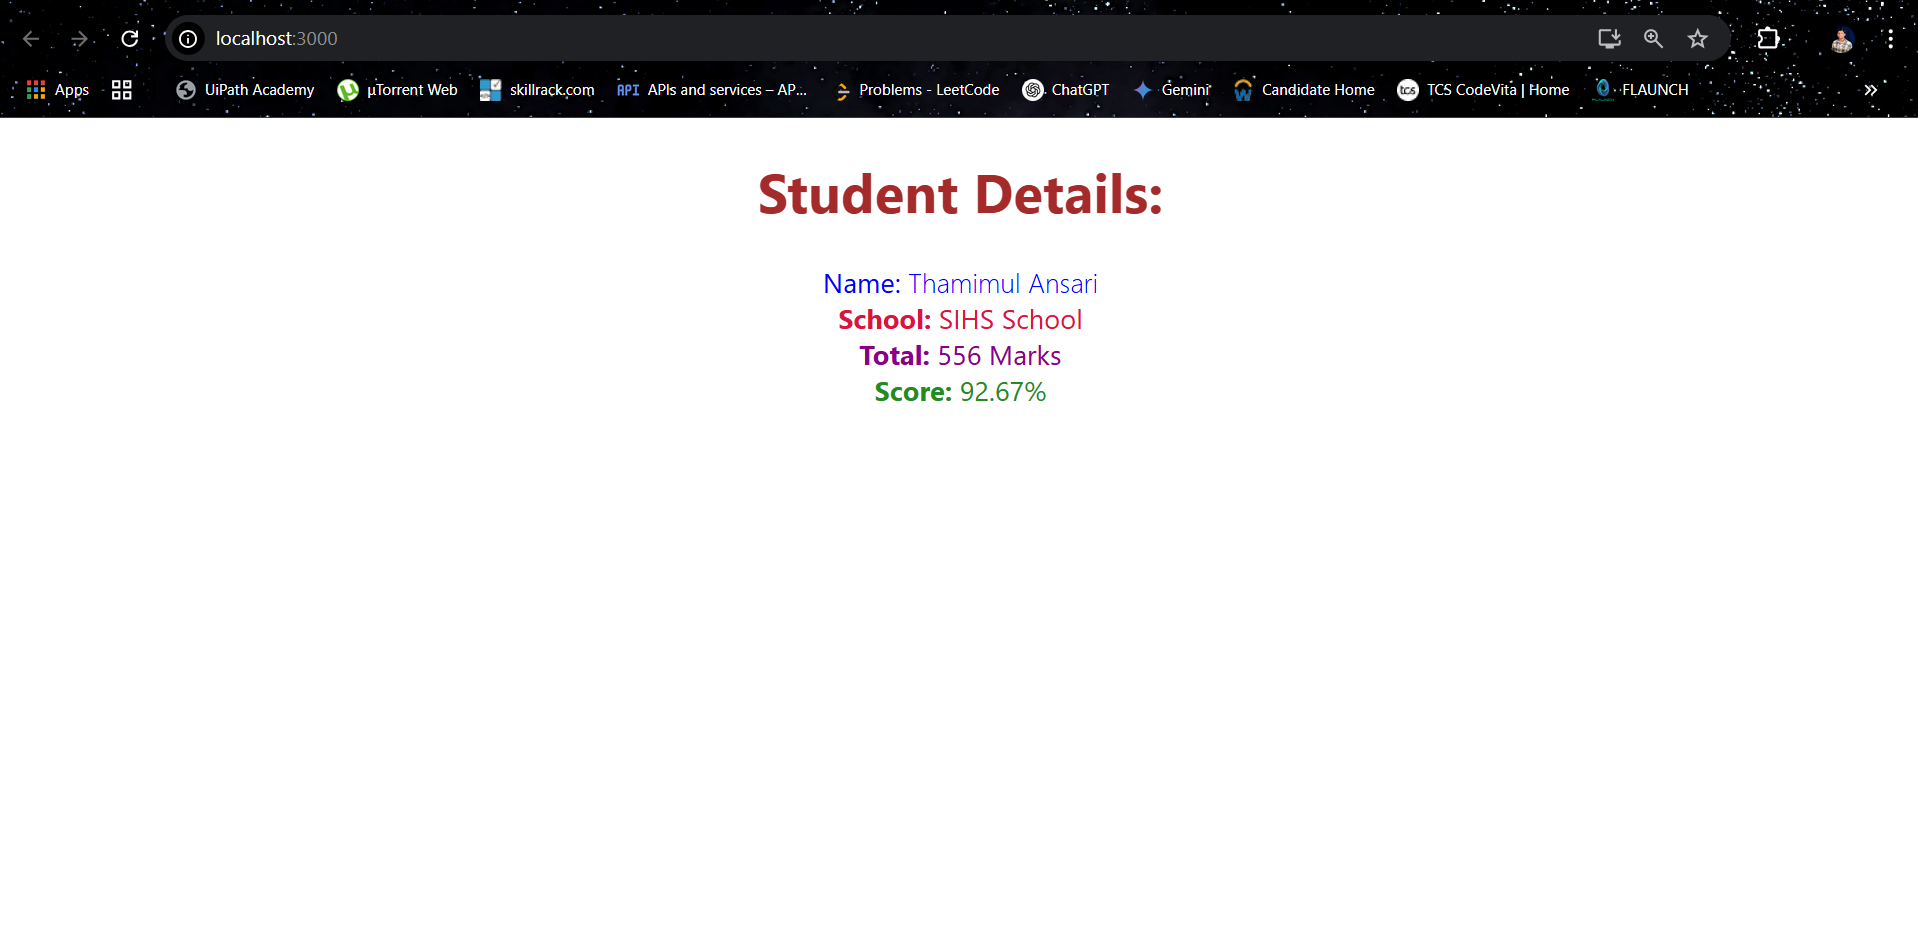 localhost:3000
Apps UiPath Academy µTorrent Web skillrack.com API APIs and services – AP... Problems - LeetCode ChatGPT Gemini Candidate Home tcs TCS CodeVita | Home FLAUNCH
Student Details:
Name: Thamimul Ansari
School: SIHS School
Total: 556 Marks
Score: 92.67%